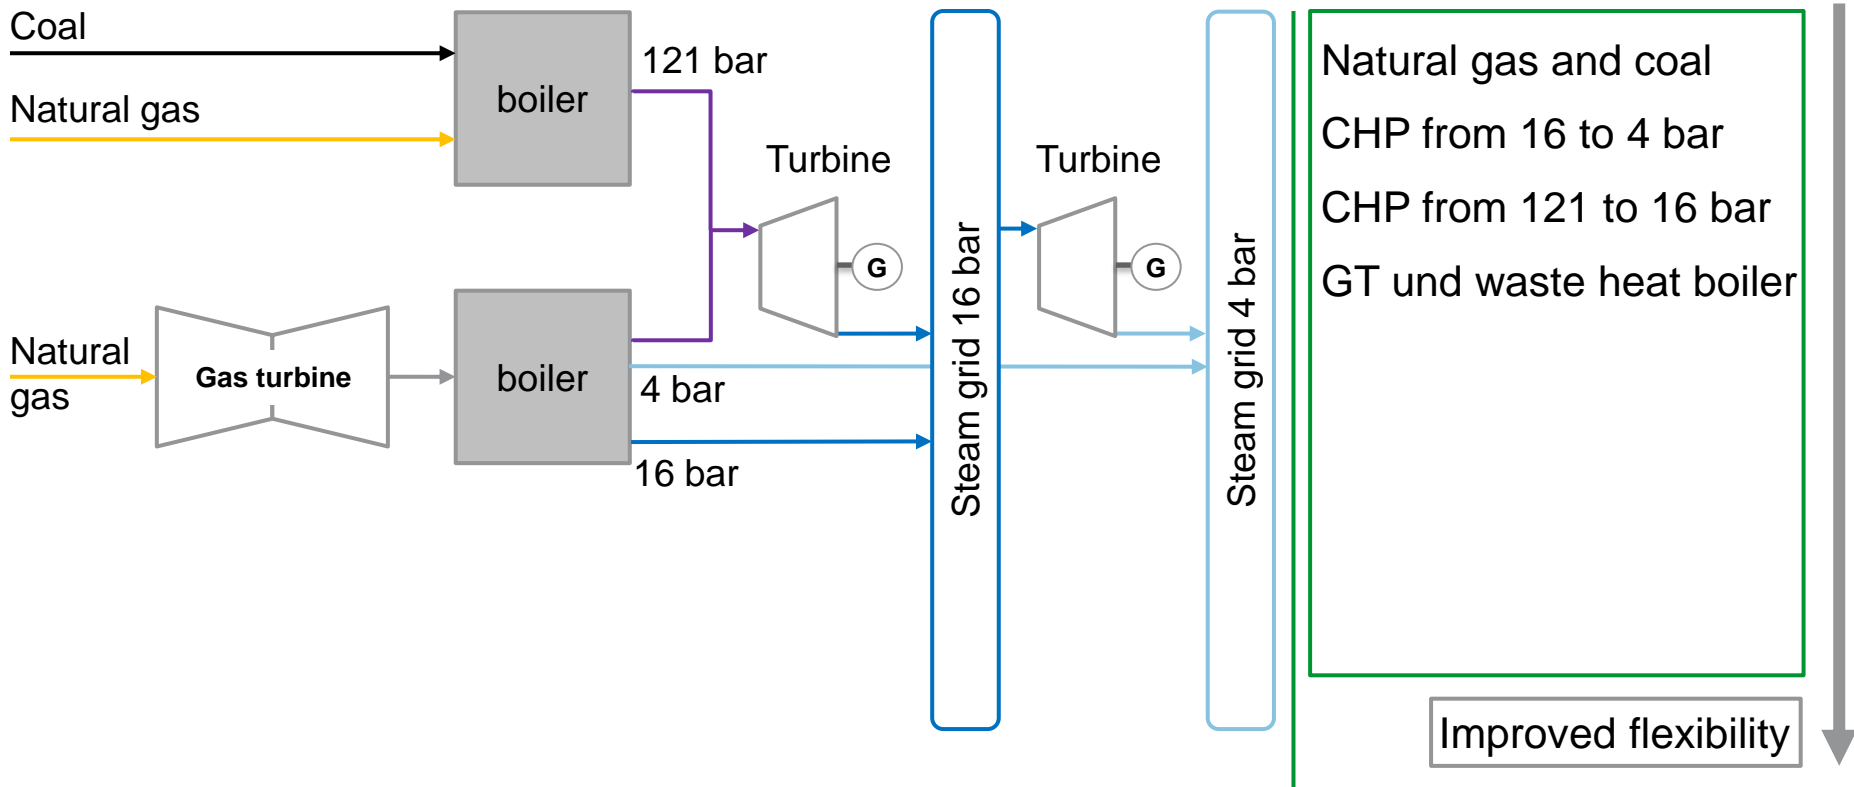 Coal
Natural gas
boiler
121 bar
Turbine
G
Natural
gas
Gas turbine
boiler
4 bar
16 bar
Steam grid 16 bar
Turbine
G
Steam grid 4 bar
Natural gas and coal
CHP from 16 to 4 bar
CHP from 121 to 16 bar
GT und waste heat boiler
Improved flexibility